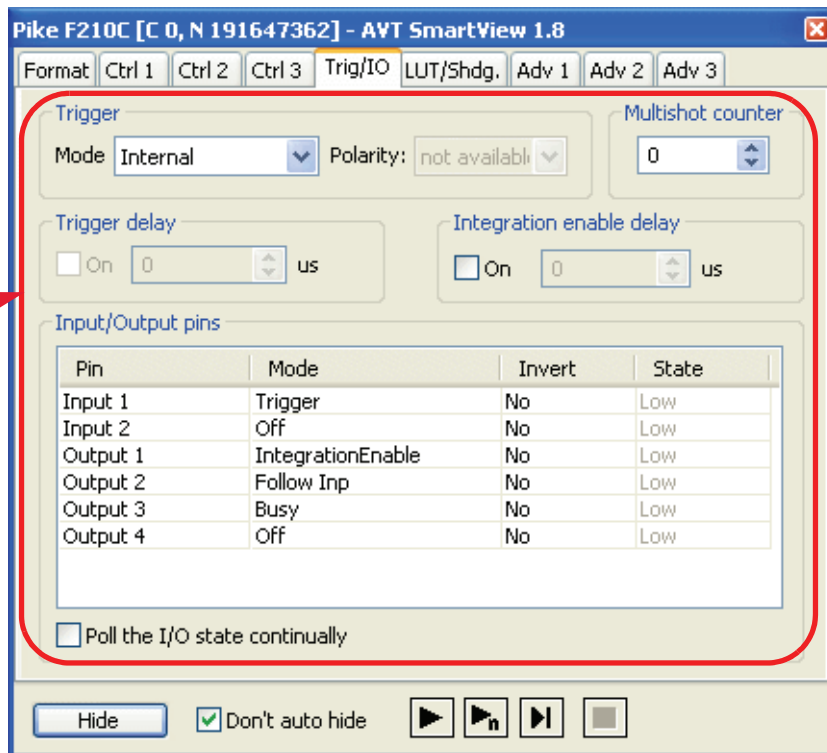 Pike F210C [C 0, N 191647362] - AVT SmartView 1.8
Format Ctrl 1 Ctrl 2 Ctrl 3 Trig/IO LUT/Shdg. Adv 1 Adv 2 Adv 3
Trigger Multishot counter
Mode Internal Polarity: not availabl 0
Trigger delay Integration enable delay
On 0 us On 0 us
Input/Output pins
Pin Mode Invert State
Input 1 Trigger No Low
Input 2 Off No Low
Output 1 IntegrationEnable No Low
Output 2 Follow Inp No Low
Output 3 Busy No Low
Output 4 Off No Low
Poll the I/O state continually
Hide Don't auto hide n